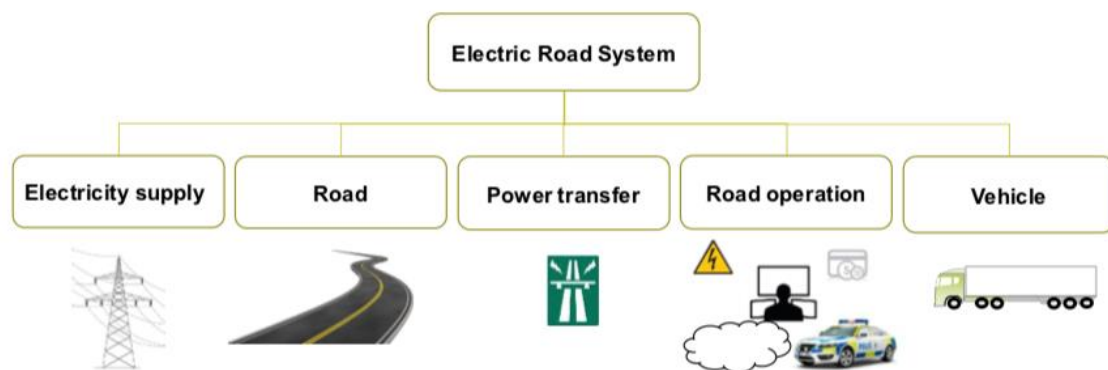 Electric Road System
Electricity supply
Road
Power transfer
Road operation
Vehicle